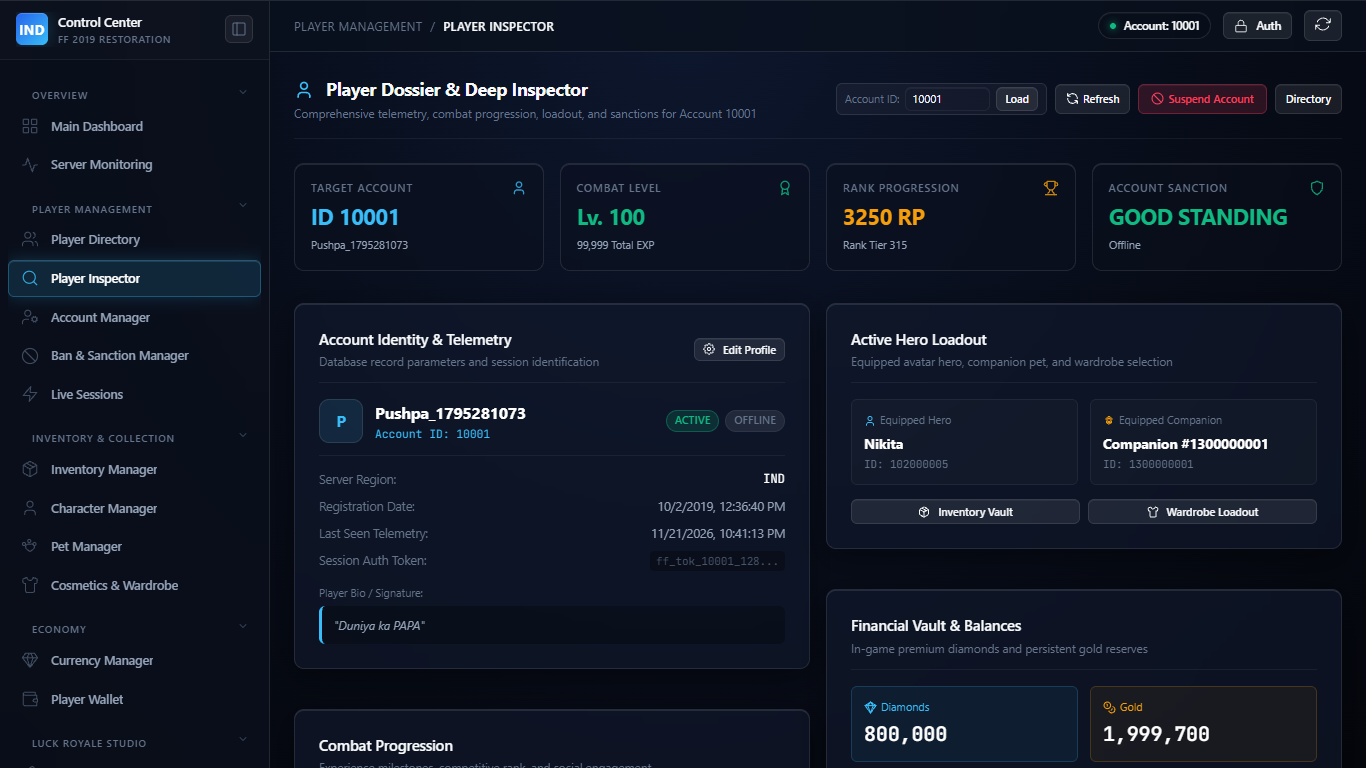 IND
Control Center
FF 2019 RESTORATION
OVERVIEW
Main Dashboard
Server Monitoring
PLAYER MANAGEMENT
Player Directory
Player Inspector
Account Manager
Ban & Sanction Manager
Live Sessions
INVENTORY & COLLECTION
Inventory Manager
Character Manager
Pet Manager
Cosmetics & Wardrobe
ECONOMY
Currency Manager
Player Wallet
LUCK ROYALE STUDIO
PLAYER MANAGEMENT / PLAYER INSPECTOR
Account: 10001
Auth
Player Dossier & Deep Inspector
Comprehensive telemetry, combat progression, loadout, and sanctions for Account 10001
Account ID: 10001 Load
Refresh
Suspend Account
Directory
TARGET ACCOUNT
ID 10001
Pushpa_1795281073
COMBAT LEVEL
Lv. 100
99,999 Total EXP
RANK PROGRESSION
3250 RP
Rank Tier 315
ACCOUNT SANCTION
GOOD STANDING
Offline
Account Identity & Telemetry
Database record parameters and session identification
Edit Profile
P
Pushpa_1795281073
Account ID: 10001
ACTIVE
OFFLINE
Server Region: IND
Registration Date: 10/2/2019, 12:36:40 PM
Last Seen Telemetry: 11/21/2026, 10:41:13 PM
Session Auth Token: ff_tok_10001_128...
Player Bio / Signature:
"Duniya ka PAPA"
Combat Progression
Experience milestones, competitive rank, and social engagement
Active Hero Loadout
Equipped avatar hero, companion pet, and wardrobe selection
Equipped Hero
Nikita
ID: 102000005
Equipped Companion
Companion #1300000001
ID: 1300000001
Inventory Vault
Wardrobe Loadout
Financial Vault & Balances
In-game premium diamonds and persistent gold reserves
Diamonds
800,000
Gold
1,999,700